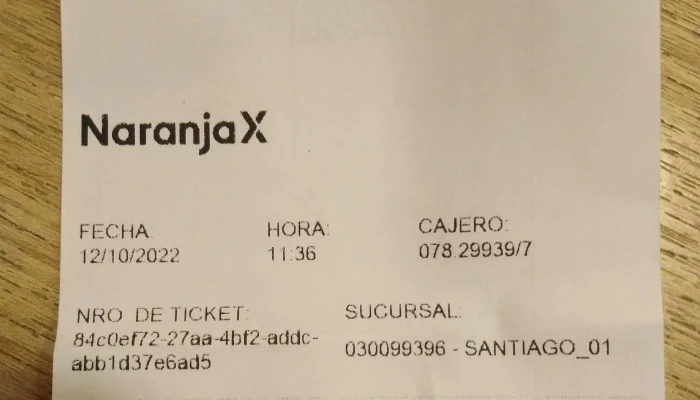 NaranjaX
FECHA: HORA: CAJERO:
12/10/2022 11:36 078.29939/7
NRO DE TICKET: SUCURSAL:
84c0ef72-27aa-4bf2-addc-
abb1d37e6ad5
030099396 - SANTIAGO_01